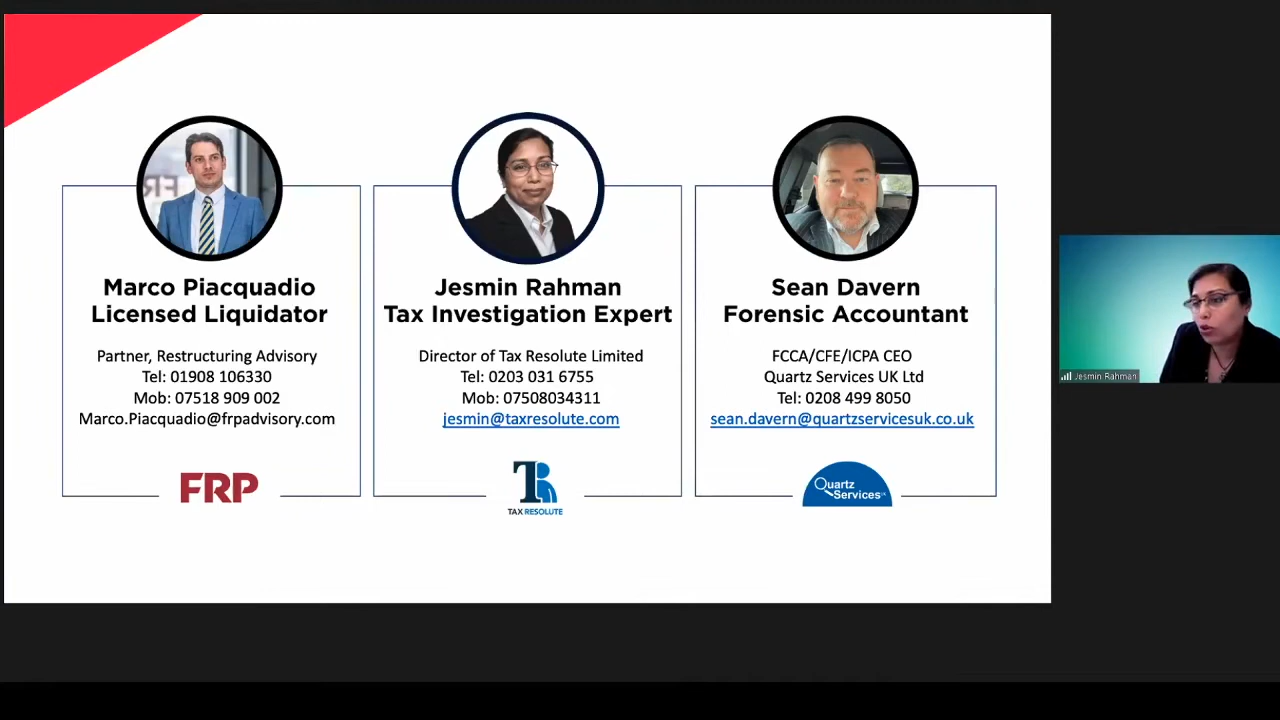 Marco Piacquadio
Licensed Liquidator
Partner, Restructuring Advisory
Tel: 01908 106330
Mob: 07518 909 002
Marco.Piacquadio@frpadvisory.com
FRP
Jesmin Rahman
Tax Investigation Expert
Director of Tax Resolute Limited
Tel: 0203 031 6755
Mob: 07508034311
jesmin@taxresolute.com
TR
TAX RESOLUTE
Sean Davern
Forensic Accountant
FCCA/CFE/ICPA CEO
Quartz Services UK Ltd
Tel: 0208 499 8050
sean.davern@quartzservicesuk.co.uk
Quartz
Services
Jesmin Rahman